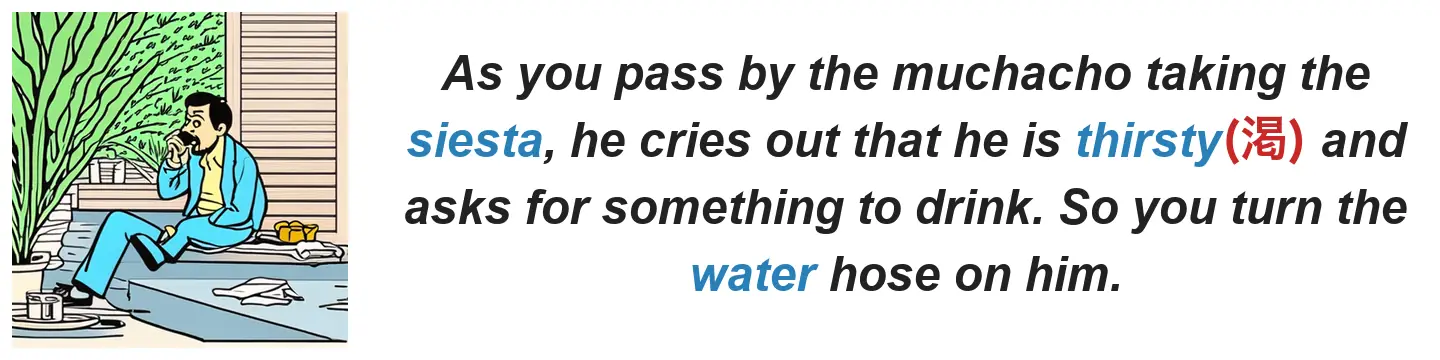 As you pass by the muchacho taking the
siesta, he cries out that he is thirsty(渇) and
asks for something to drink. So you turn the
water hose on him.